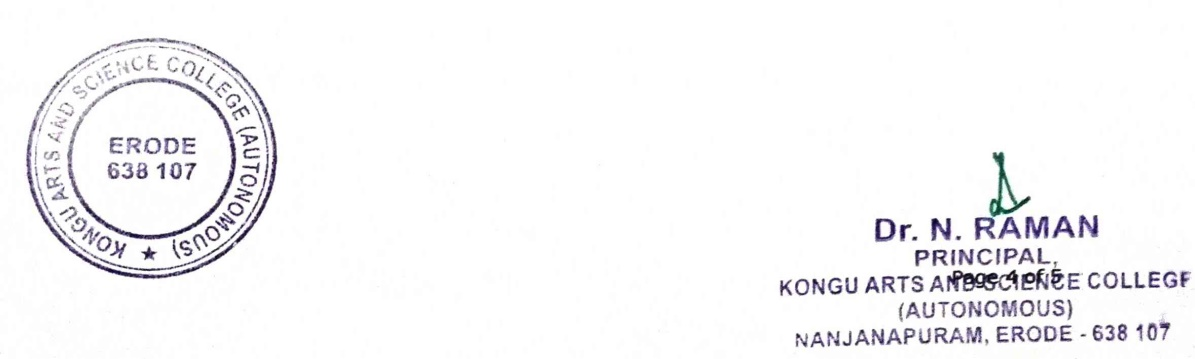 KONGU ARTS AND SCIENCE COLLEGE (AUTONOMOUS) ★
ERODE
638 107
Dr. N. RAMAN
PRINCIPAL,
KONGU ARTS AND SCIENCE COLLEGE
Page 4 of 5
(AUTONOMOUS)
NANJANAPURAM, ERODE - 638 107